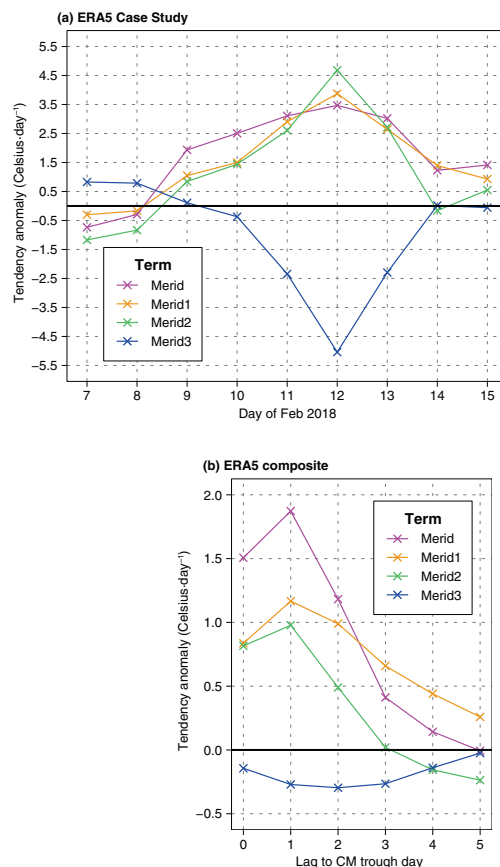 (a) ERA5 Case Study
Tendency anomaly (Celsius·day⁻¹)
5.5
4.5
3.5
2.5
1.5
0.5
−0.5
−1.5
−2.5
−3.5
−4.5
−5.5
Term
Merid
Merid1
Merid2
Merid3
7 8 9 10 11 12 13 14 15
Day of Feb 2018
(b) ERA5 composite
Tendency anomaly (Celsius·day⁻¹)
2.0
1.5
1.0
0.5
0.0
−0.5
Term
Merid
Merid1
Merid2
Merid3
0 1 2 3 4 5
Lag to CM trough day